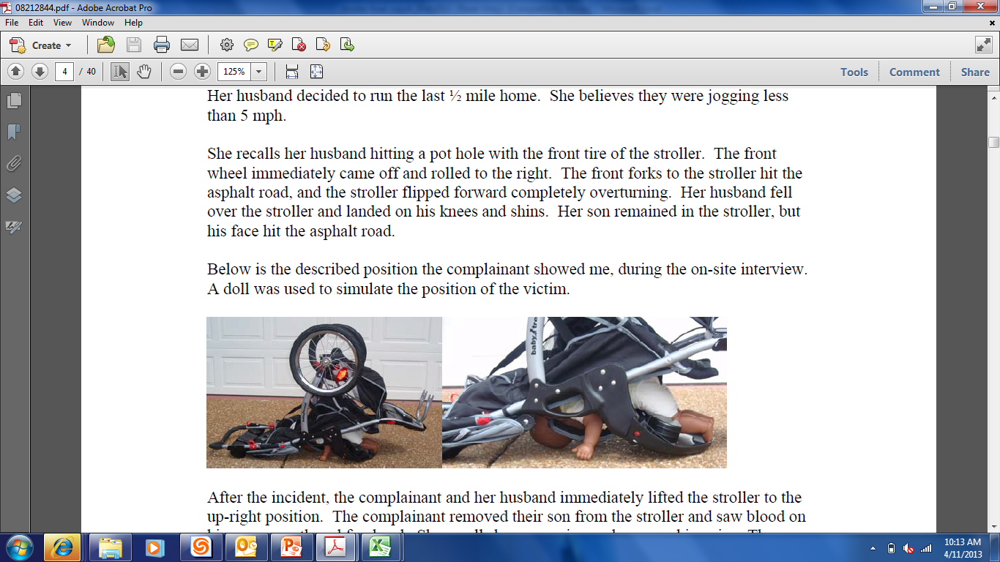 08212844.pdf - Adobe Acrobat Pro
File Edit View Window Help
Create
4 / 40 125% Tools Comment Share
Her husband decided to run the last ½ mile home. She believes they were jogging less
than 5 mph.
She recalls her husband hitting a pot hole with the front tire of the stroller. The front
wheel immediately came off and rolled to the right. The front forks to the stroller hit the
asphalt road, and the stroller flipped forward completely overturning. Her husband fell
over the stroller and landed on his knees and shins. Her son remained in the stroller, but
his face hit the asphalt road.
Below is the described position the complainant showed me, during the on-site interview.
A doll was used to simulate the position of the victim.
baby
After the incident, the complainant and her husband immediately lifted the stroller to the
up-right position. The complainant removed their son from the stroller and saw blood on
10:13 AM
4/11/2013